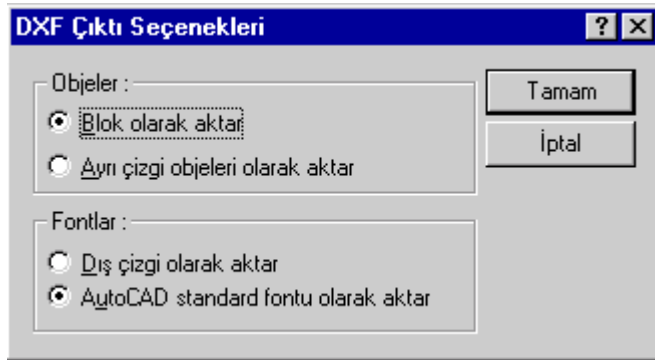 DXF Çıktı Seçenekleri
Objeler :
Blok olarak aktar
Ayrı çizgi objeleri olarak aktar
Tamam
İptal
Fontlar :
Dış çizgi olarak aktar
AutoCAD standard fontu olarak aktar